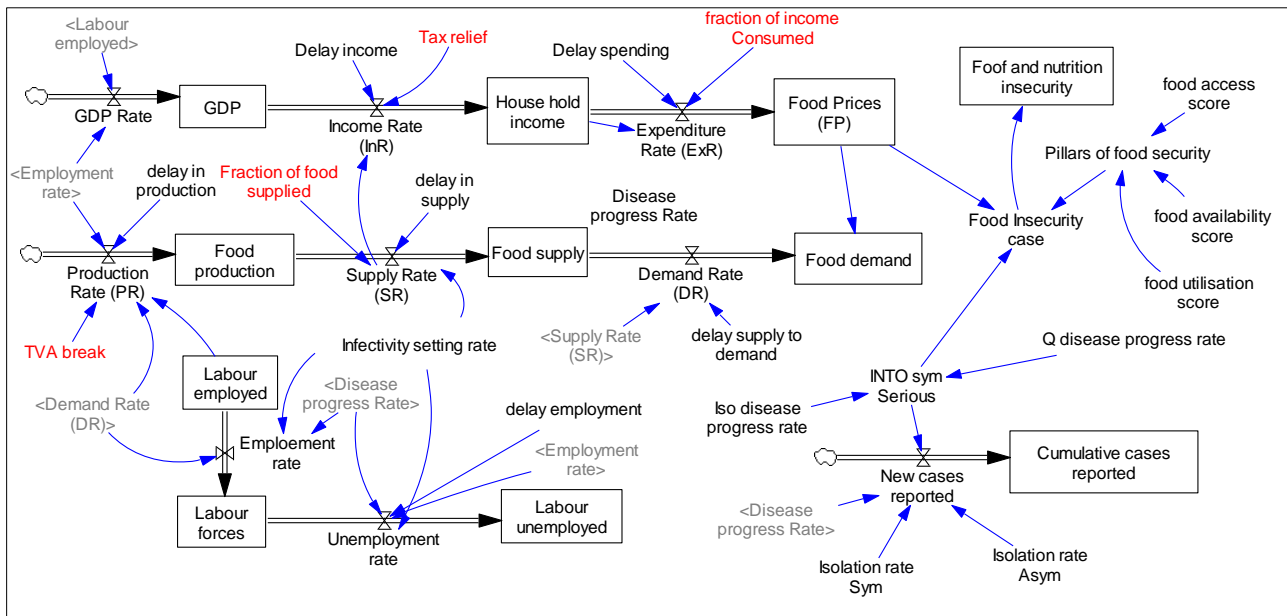 <Labour
employed>
Delay income
Tax relief
Delay spending
fraction of income
Consumed
GDP Rate
GDP
Income Rate
(InR)
House hold
income
Expenditure
Rate (ExR)
Food Prices
(FP)
Foof and nutrition
insecurity
food access
score
Pillars of food security
food availability
score
food utilisation
score
Food Insecurity
case
<Employment
rate>
delay in
production
Fraction of food
supplied
delay in
supply
Disease
progress Rate
Production
Rate (PR)
Food
production
Supply Rate
(SR)
Food supply
Demand Rate
(DR)
Food demand
TVA break
<Supply Rate
(SR)>
delay supply to
demand
Infectivity setting rate
Labour
employed
<Demand Rate
(DR)>
Emploement
rate
<Disease
progress Rate>
delay employment
<Employment
rate>
Labour
forces
Unemployment
rate
Labour
unemployed
Q disease progress rate
INTO sym
Serious
Iso disease
progress rate
New cases
reported
Cumulative cases
reported
<Disease
progress Rate>
Isolation rate
Sym
Isolation rate
Asym